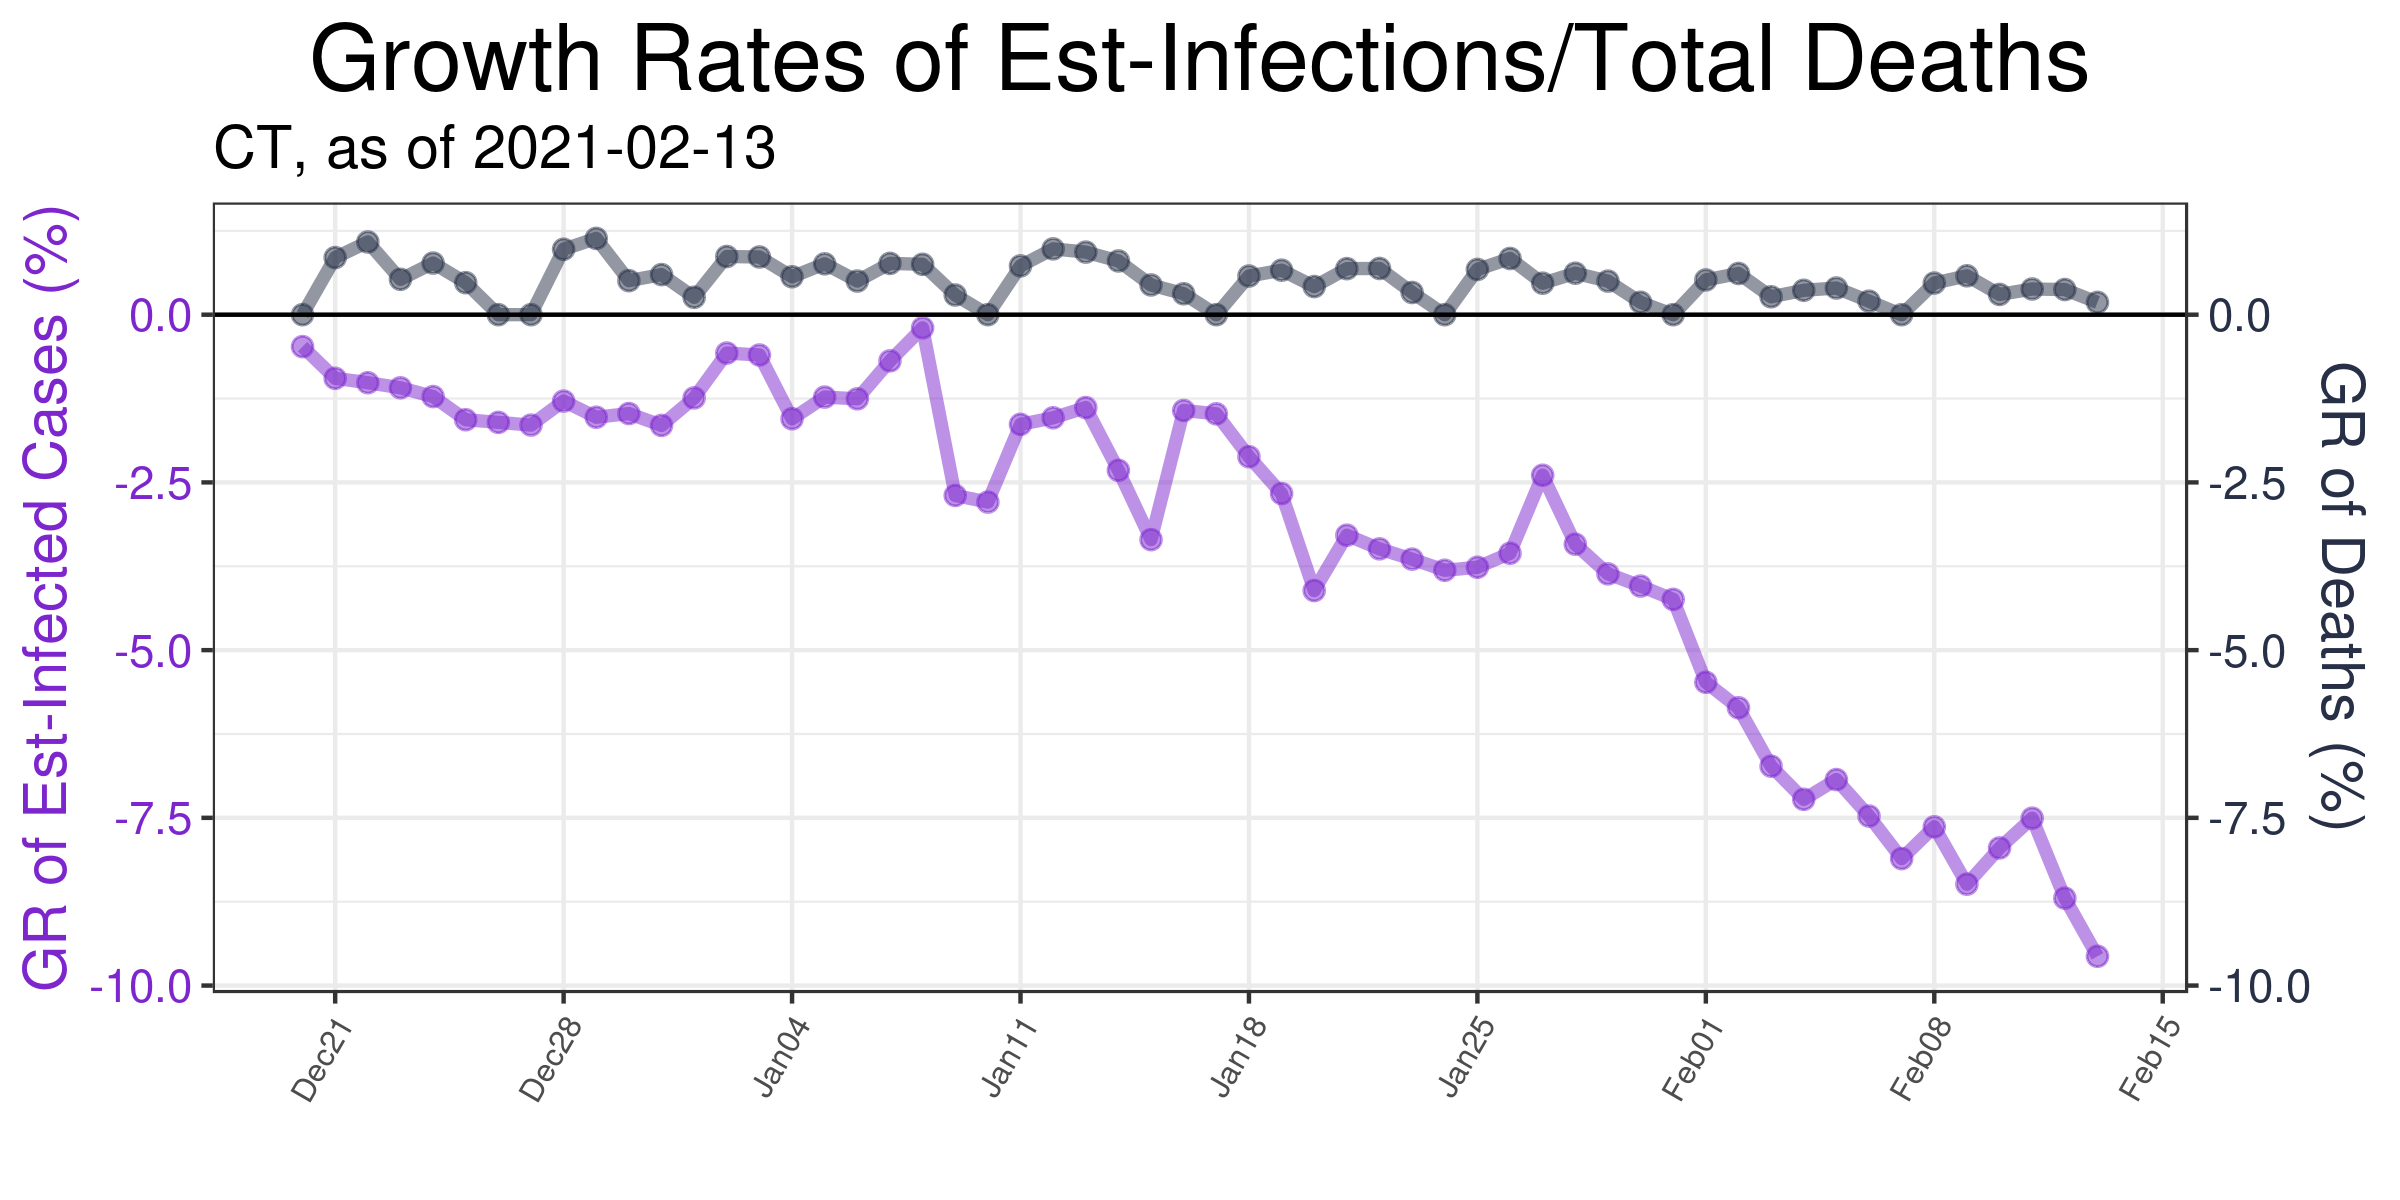 Growth Rates of Est-Infections/Total Deaths
CT, as of 2021-02-13
GR of Est-Infected Cases (%)
0.0
-2.5
-5.0
-7.5
-10.0
0.0
-2.5
-5.0
-7.5
-10.0
GR of Deaths (%)
Dec21
Dec28
Jan04
Jan11
Jan18
Jan25
Feb01
Feb08
Feb15